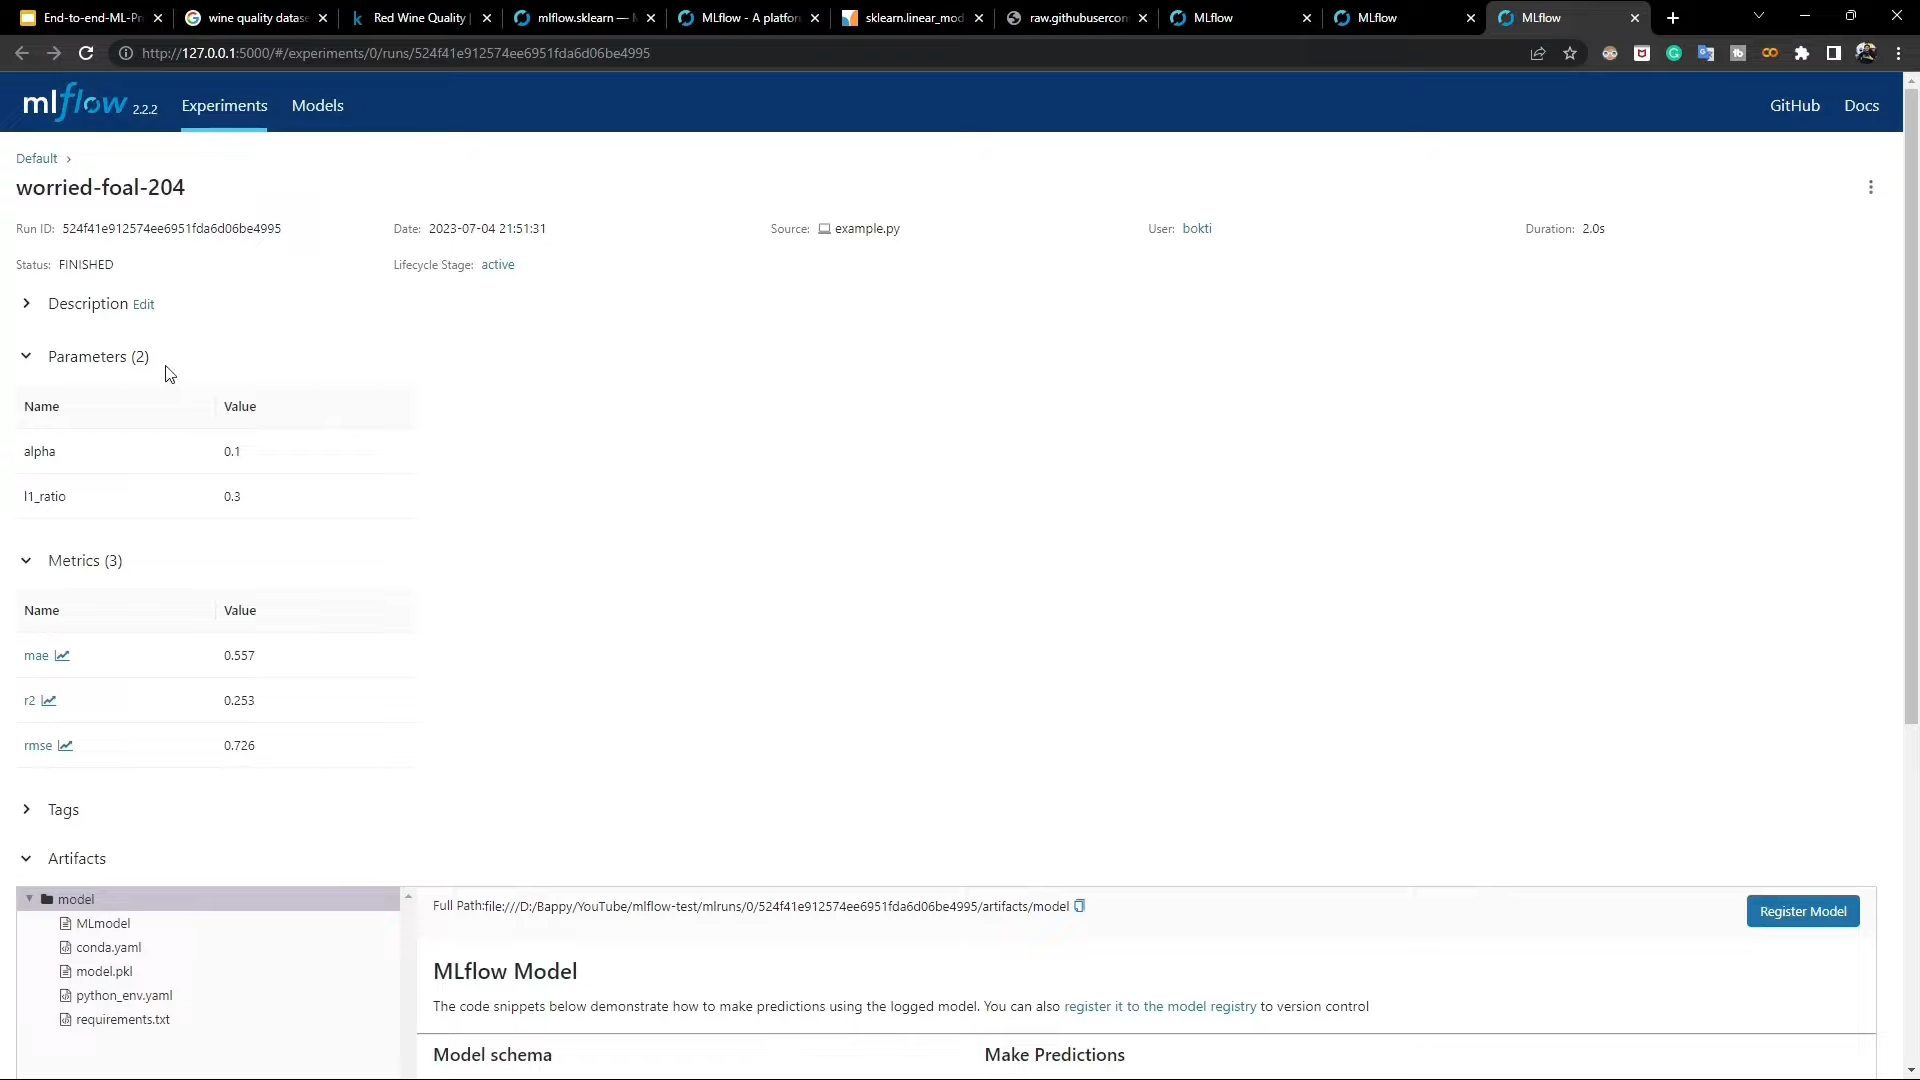 End-to-end-ML-Pr
wine quality datase
Red Wine Quality |
mlflow.sklearn —
MLflow - A platfor
sklearn.linear_mod
raw.githubusercon
MLflow
MLflow
MLflow
http://127.0.0.1:5000/#/experiments/0/runs/524f41e912574ee6951fda6d06be4995
mlflow 2.2.2 Experiments Models GitHub Docs
Default
worried-foal-204
Run ID: 524f41e912574ee6951fda6d06be4995 Date: 2023-07-04 21:51:31 Source: example.py User: bokti Duration: 2.0s
Status: FINISHED Lifecycle Stage: active
Description Edit
Parameters (2)
Name Value
alpha 0.1
l1_ratio 0.3
Metrics (3)
Name Value
mae 0.557
r2 0.253
rmse 0.726
Tags
Artifacts
model
MLmodel
conda.yaml
model.pkl
python_env.yaml
requirements.txt
Full Path:file:///D:/Bappy/YouTube/mlflow-test/mlruns/0/524f41e912574ee6951fda6d06be4995/artifacts/model
Register Model
MLflow Model
The code snippets below demonstrate how to make predictions using the logged model. You can also register it to the model registry to version control
Model schema Make Predictions